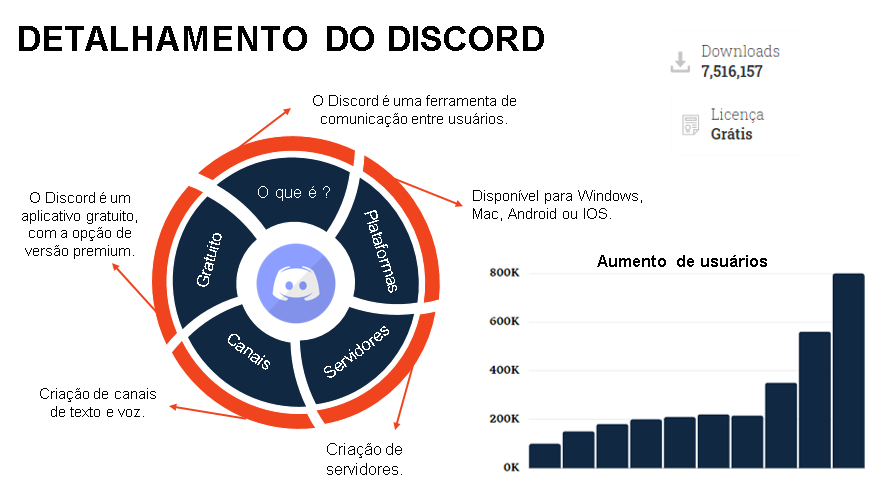 DETALHAMENTO DO DISCORD
Downloads
7,516,157
Licença
Grátis
O Discord é uma ferramenta de
comunicação entre usuários.
O que é ?
O Discord é um
aplicativo gratuito,
com a opção de
versão premium.
Disponível para Windows,
Mac, Android ou IOS.
Gratuito
Plataformas
Canais
Servidores
Criação de canais
de texto e voz.
Criação de
servidores.
Aumento de usuários
800K
600K
400K
200K
0K